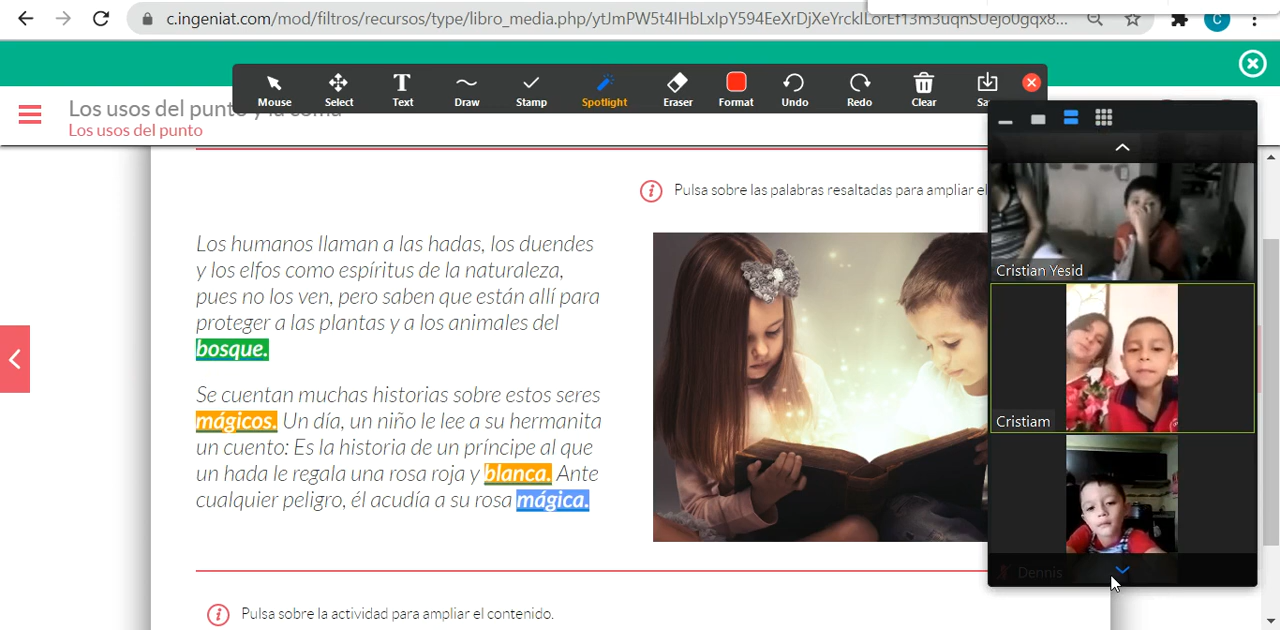 c.ingeniat.com/mod/filtros/recursos/type/libro_media.php/
C
Mouse Select Text Draw Stamp Spotlight Eraser Format Undo Redo Clear
Los usos del punto y la coma
Los usos del punto
Pulsa sobre las palabras resaltadas para ampliar el
Los humanos llaman a las hadas, los duendes
y los elfos como espíritus de la naturaleza,
pues no los ven, pero saben que están allí para
proteger a las plantas y a los animales del
bosque.
Se cuentan muchas historias sobre estos seres
mágicos. Un día, un niño le lee a su hermanita
un cuento: Es la historia de un príncipe al que
un hada le regala una rosa roja y blanca. Ante
cualquier peligro, él acudía a su rosa mágica.
Pulsa sobre la actividad para ampliar el contenido.
Cristian Yesid
Cristiam
Dennis